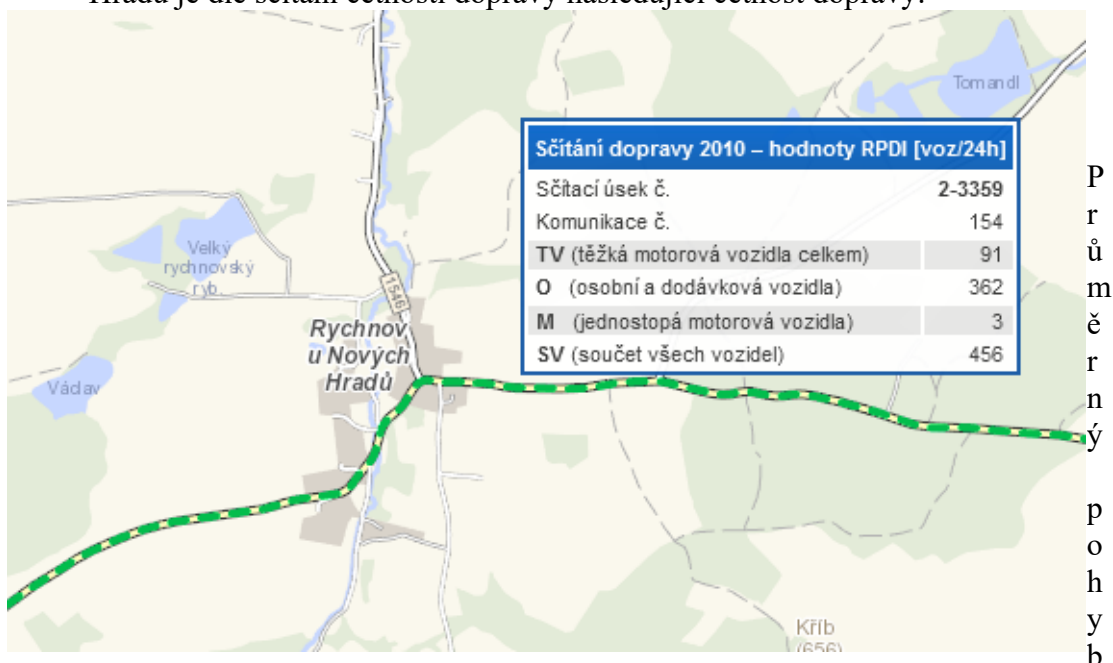 Hradů je dle sčítání četnosti dopravy následující četnost dopravy:
Tomandl
Sčítání dopravy 2010 – hodnoty RPDI [voz/24h]
Sčítací úsek č. 2-3359
Komunikace č. 154
TV (těžká motorová vozidla celkem) 91
O (osobní a dodávková vozidla) 362
M (jednostopá motorová vozidla) 3
SV (součet všech vozidel) 456
Velký
rychnovský
ryb.
1546
Rychnov
u Nových
Hradů
Václav
Kříb
(656)
P
r
ů
m
ě
r
n
ý
p
o
h
y
b